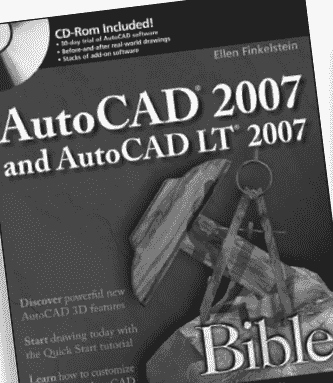 CD-Rom Included!
• 30-day trial of AutoCAD software
• Before-and-after real-world drawings
• Stacks of add-on software
Ellen Finkelstein
AutoCAD® 2007
and AutoCAD LT® 2007
Discover powerful new
AutoCAD 3D features
Start drawing today with
the Quick Start tutorial
Learn how to customize
CAD
Bible